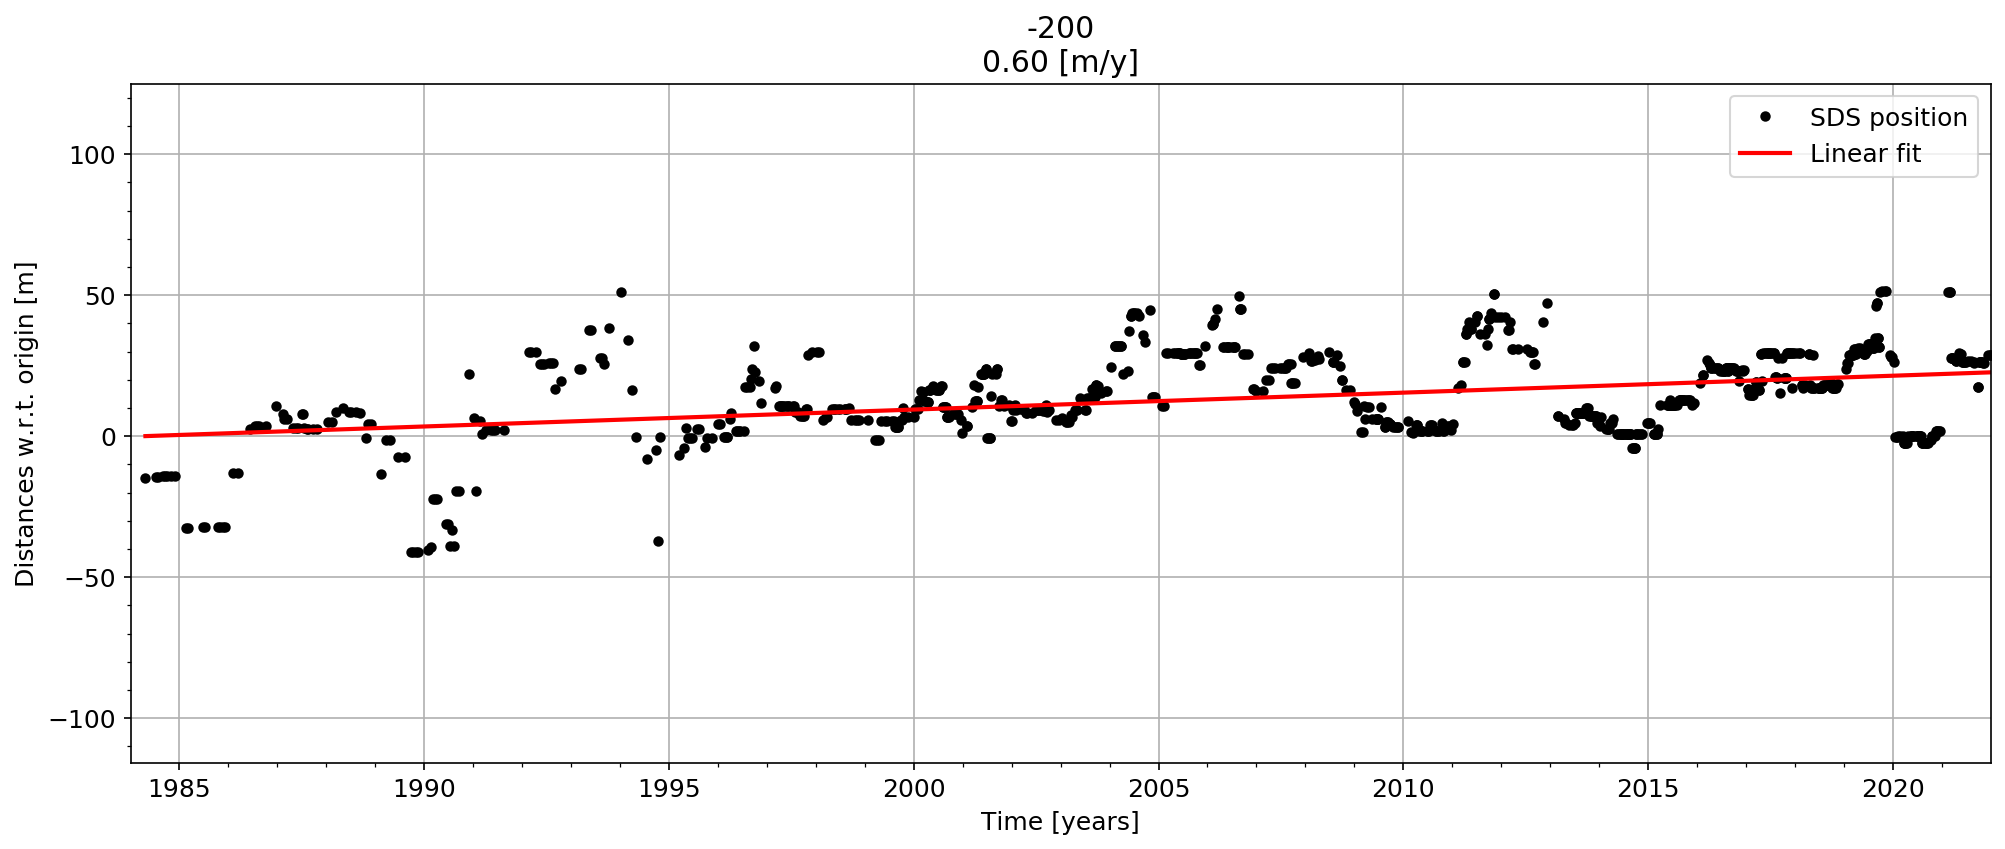 -200
0.60 [m/y]
SDS position
Linear fit
Distances w.r.t. origin [m]
100
50
0
−50
−100
1985 1990 1995 2000 2005 2010 2015 2020
Time [years]